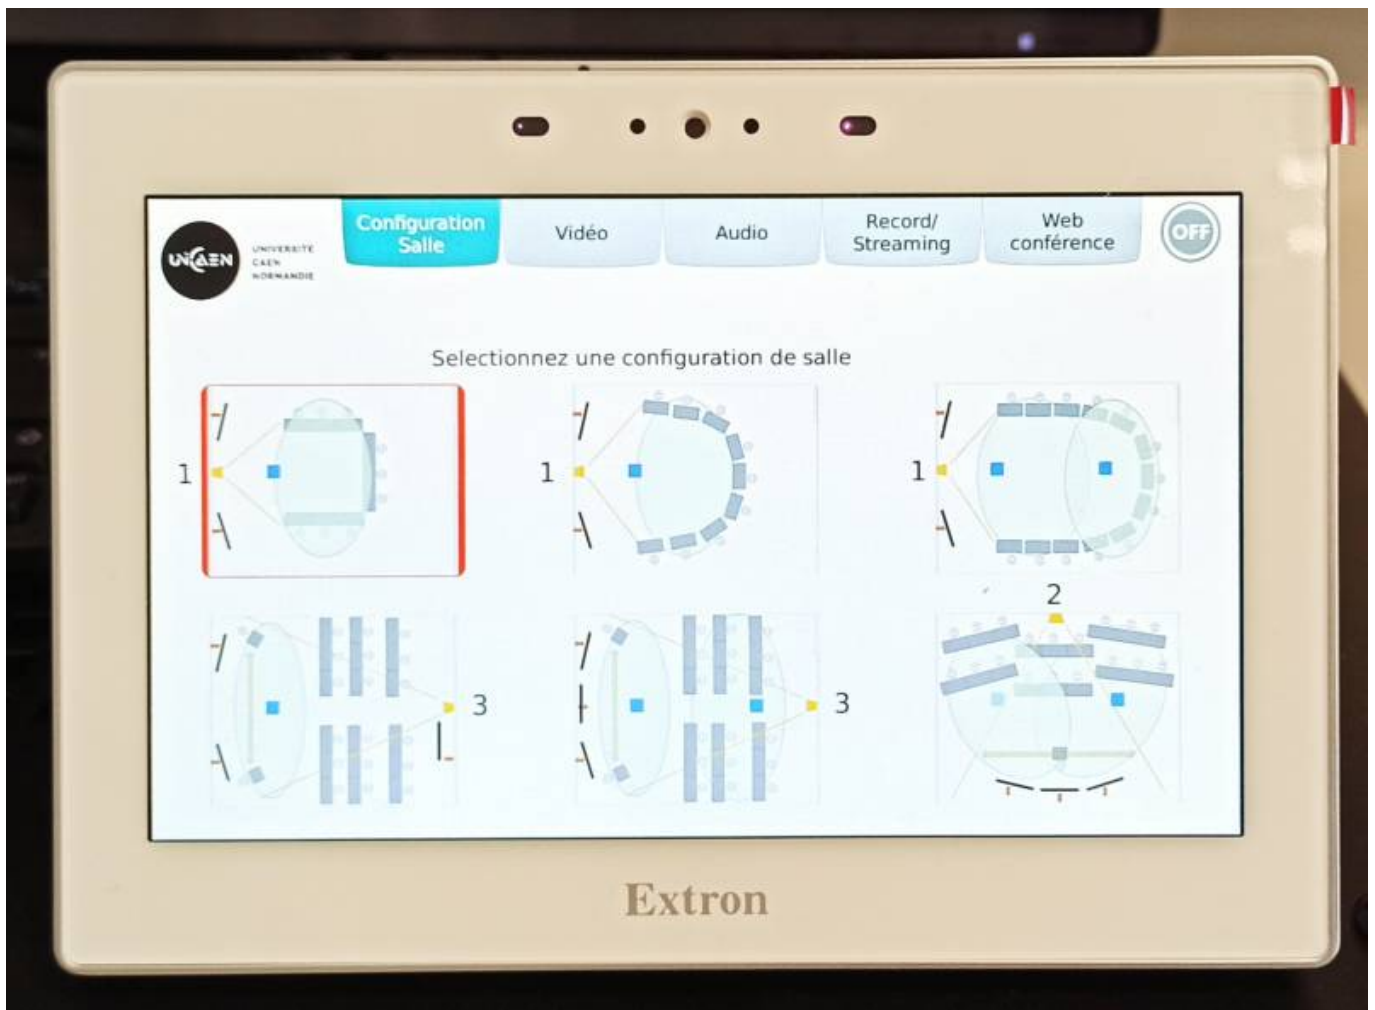 UNICAEN
UNIVERSITÉ
CAEN
NORMANDIE
Configuration
Salle
Vidéo
Audio
Record/
Streaming
Web
conférence
OFF
Selectionnez une configuration de salle
1
1
1
2
3
3
Extron